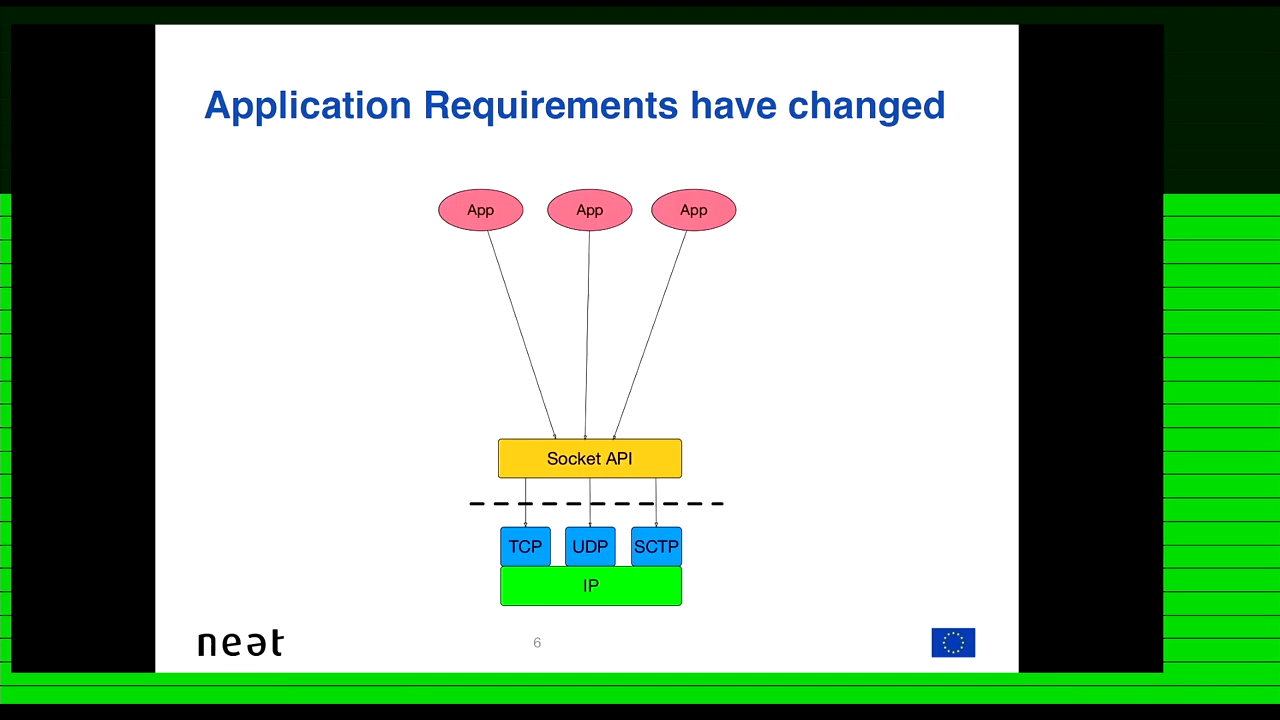 Application Requirements have changed
App App App
Socket API
TCP UDP SCTP
IP
neət 6